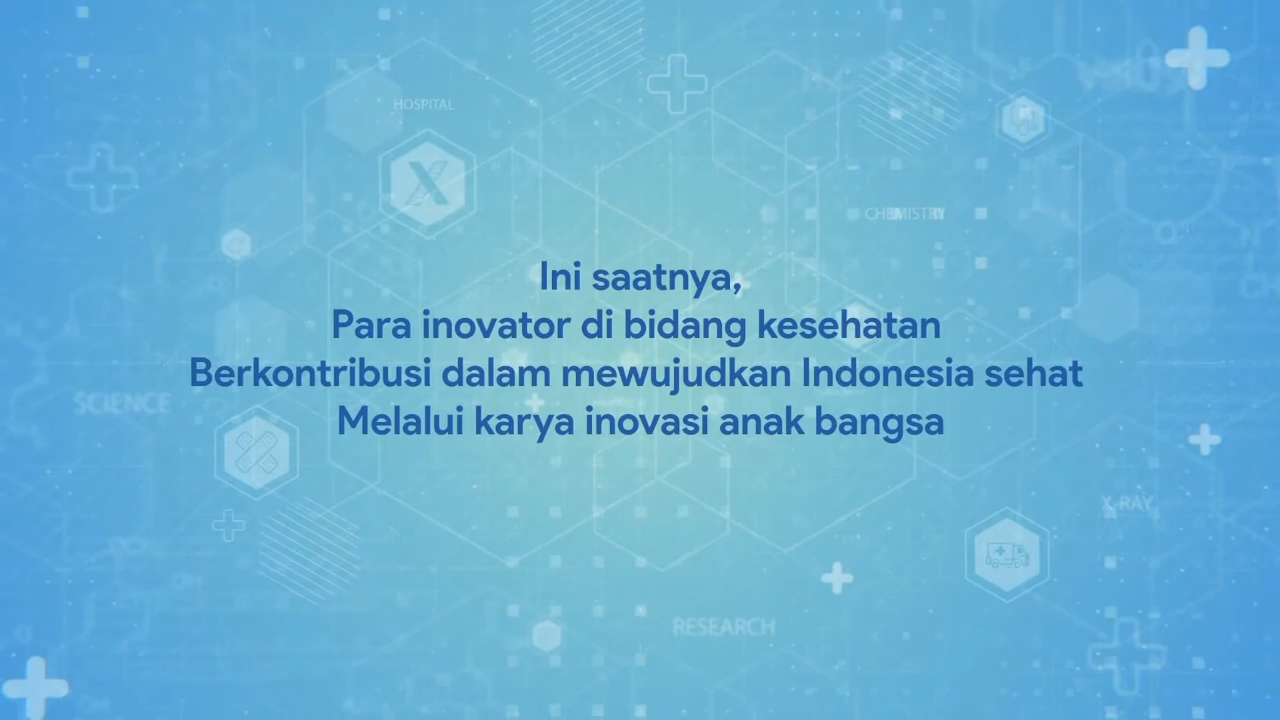 HOSPITAL
CHEMISTRY
Ini saatnya,
Para inovator di bidang kesehatan
Berkontribusi dalam mewujudkan Indonesia sehat
Melalui karya inovasi anak bangsa
SCIENCE
X-RAY
RESEARCH